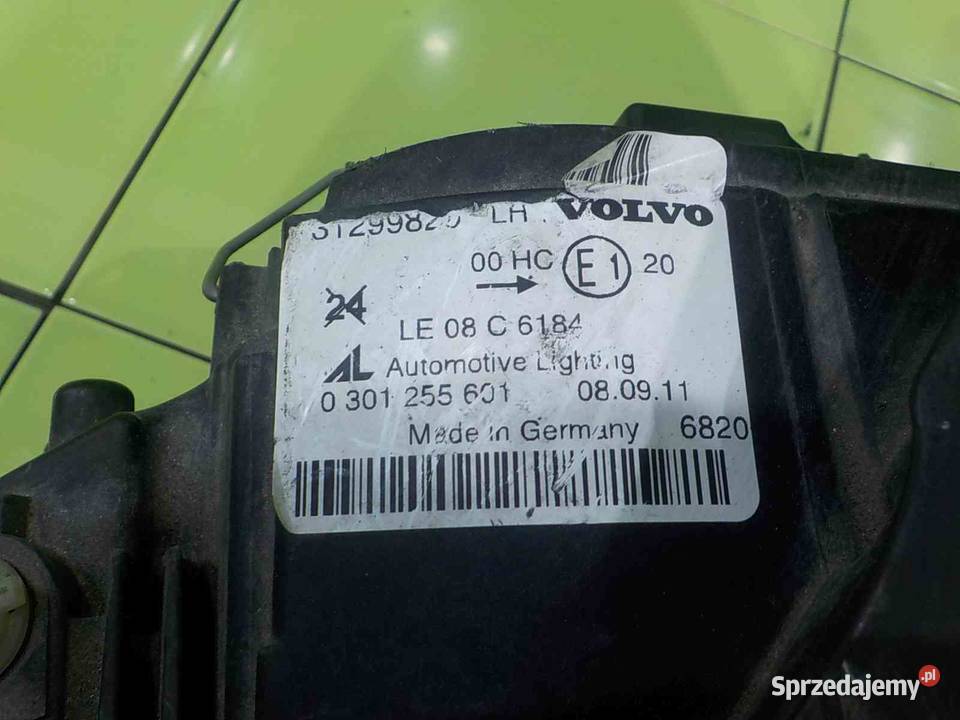 LH VOLVO
00 HC E1 20
24
LE 08 C 6184
AL Automotive Lighting
0 301 255 601 08.09.11
Made in Germany 6820
Sprzedajemy.pl